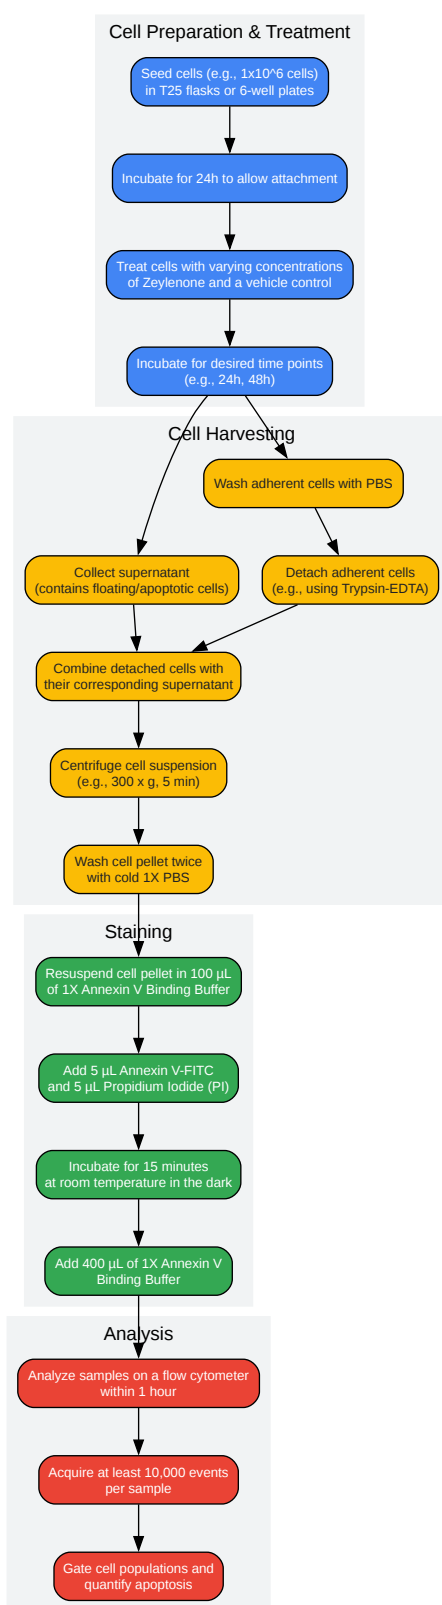 Cell Preparation & Treatment
Seed cells (e.g., 1x10^6 cells)
in T25 flasks or 6-well plates
Incubate for 24h to allow attachment
Treat cells with varying concentrations
of Zeylenone and a vehicle control
Incubate for desired time points
(e.g., 24h, 48h)
Cell Harvesting
Wash adherent cells with PBS
Collect supernatant
(contains floating/apoptotic cells)
Detach adherent cells
(e.g., using Trypsin-EDTA)
Combine detached cells with
their corresponding supernatant
Centrifuge cell suspension
(e.g., 300 x g, 5 min)
Wash cell pellet twice
with cold 1X PBS
Staining
Resuspend cell pellet in 100 µL
of 1X Annexin V Binding Buffer
Add 5 µL Annexin V-FITC
and 5 µL Propidium Iodide (PI)
Incubate for 15 minutes
at room temperature in the dark
Add 400 µL of 1X Annexin V
Binding Buffer
Analysis
Analyze samples on a flow cytometer
within 1 hour
Acquire at least 10,000 events
per sample
Gate cell populations and
quantify apoptosis